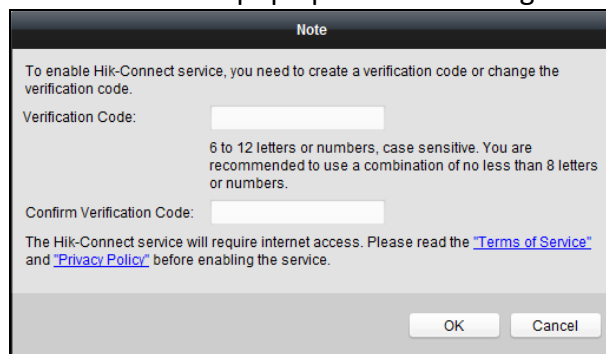 Note
To enable Hik-Connect service, you need to create a verification code or change the
verification code.
Verification Code:
6 to 12 letters or numbers, case sensitive. You are
recommended to use a combination of no less than 8 letters
or numbers.
Confirm Verification Code:
The Hik-Connect service will require internet access. Please read the "Terms of Service"
and "Privacy Policy" before enabling the service.
OK Cancel